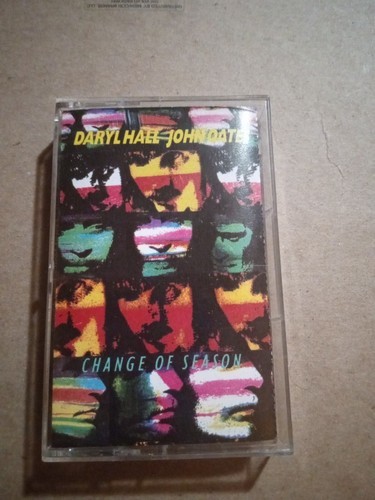 DARYL HALL JOHN OATES
CHANGE OF SEASON